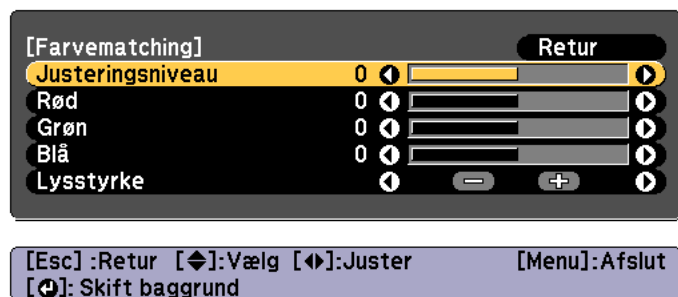 [Farvematching] Retur
Justeringsniveau 0
Rød 0
Grøn 0
Blå 0
Lysstyrke
[Esc] :Retur [◆]:Vælg [◀▶]:Juster [Menu]:Afslut
[↵]: Skift baggrund